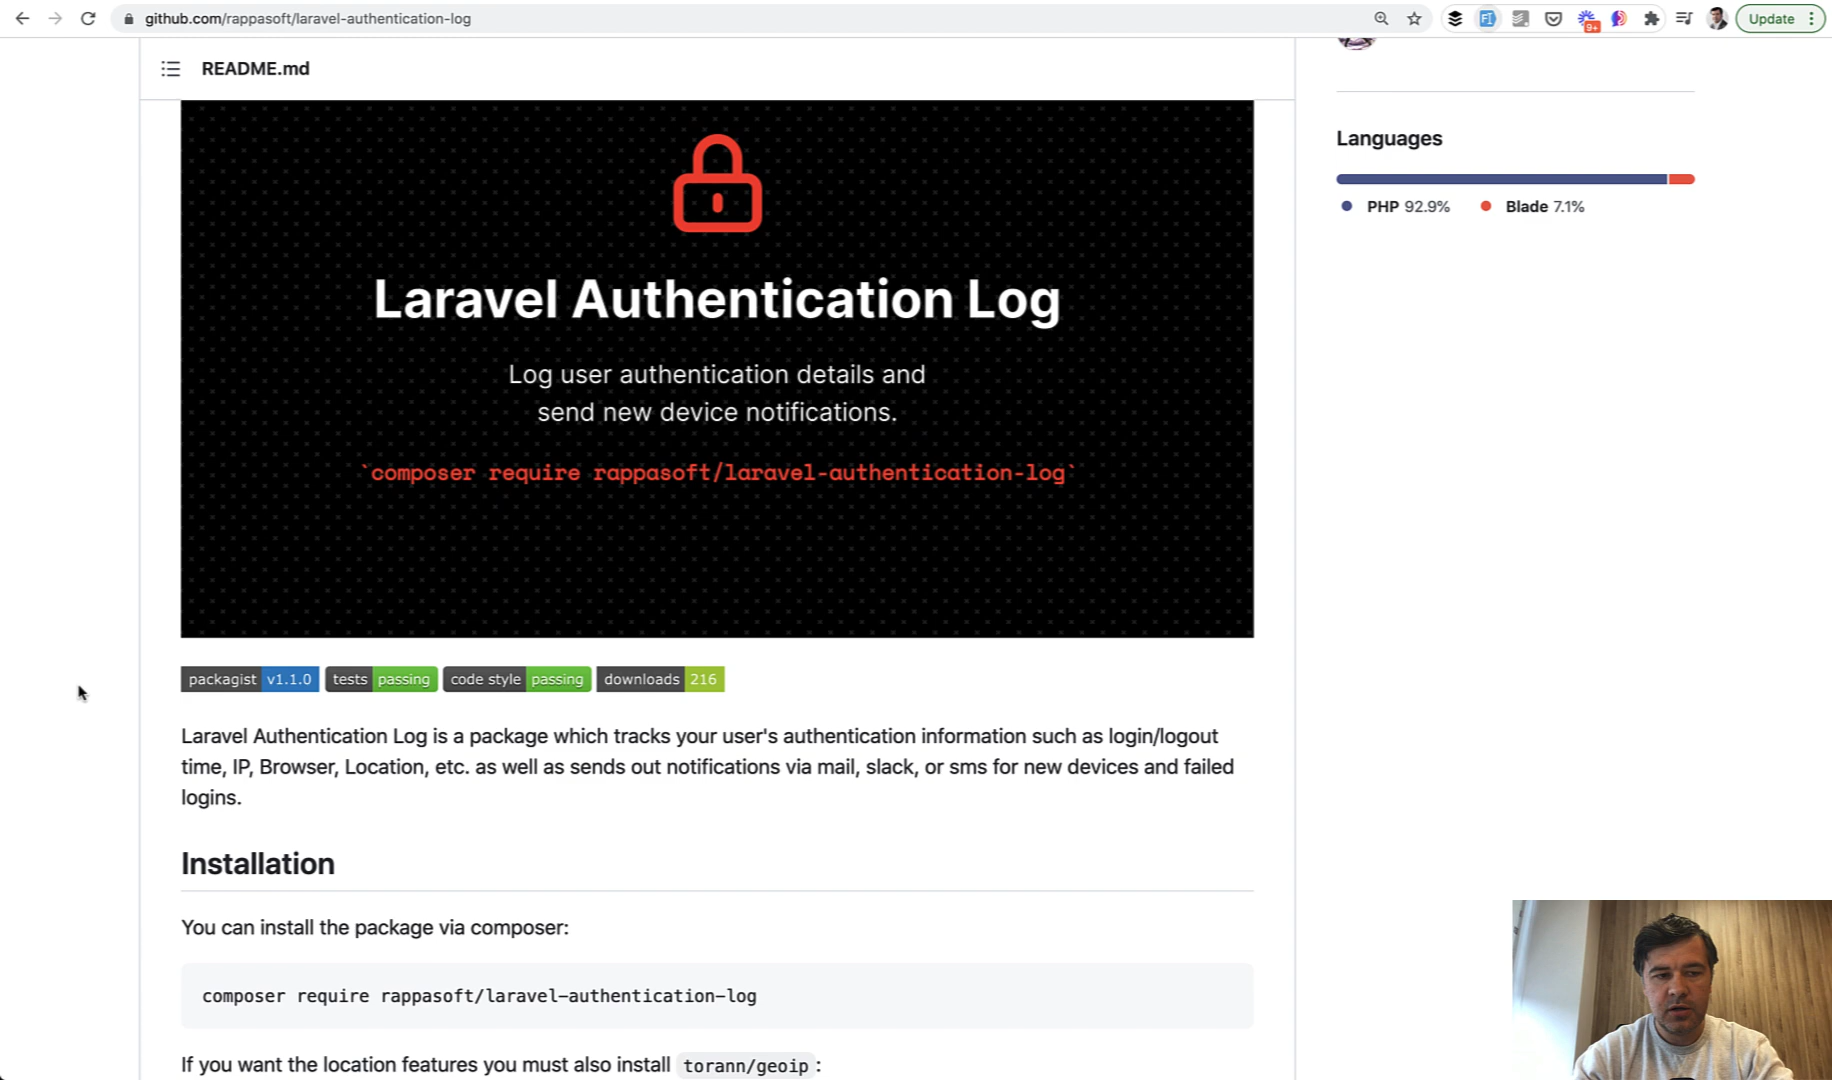 github.com/rappasoft/laravel-authentication-log
9+
Update
README.md
Laravel Authentication Log
Log user authentication details and
send new device notifications.
`composer require rappasoft/laravel-authentication-log`
Languages
PHP 92.9% Blade 7.1%
packagist v1.1.0 tests passing code style passing downloads 216
Laravel Authentication Log is a package which tracks your user's authentication information such as login/logout
time, IP, Browser, Location, etc. as well as sends out notifications via mail, slack, or sms for new devices and failed
logins.
Installation
You can install the package via composer:
composer require rappasoft/laravel-authentication-log
If you want the location features you must also install torann/geoip :